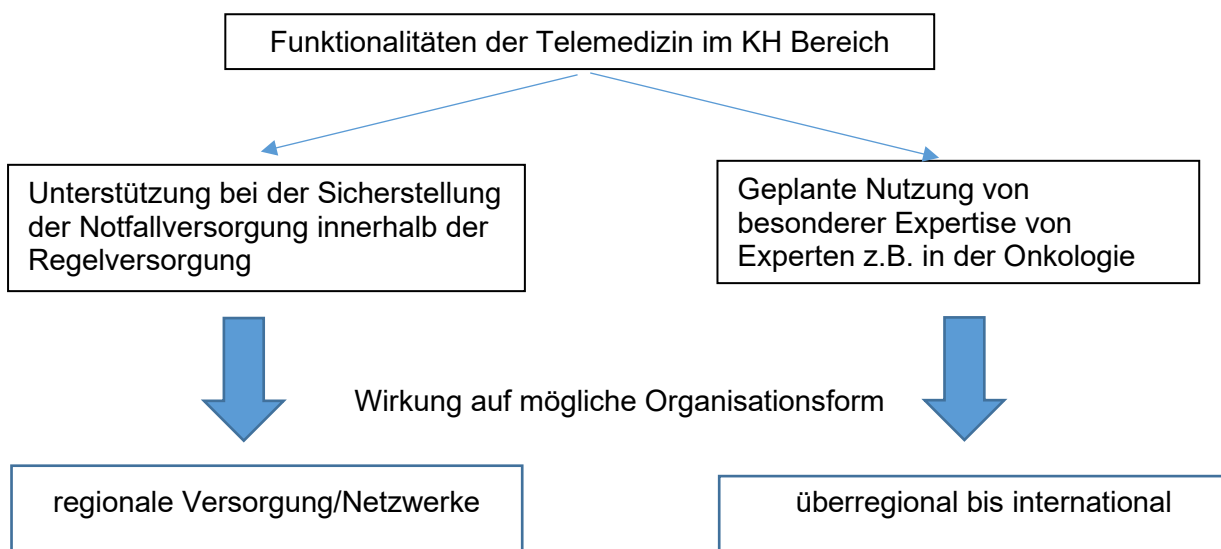 Funktionalitäten der Telemedizin im KH Bereich
Unterstützung bei der Sicherstellung
der Notfallversorgung innerhalb der
Regelversorgung
Geplante Nutzung von
besonderer Expertise von
Experten z.B. in der Onkologie
Wirkung auf mögliche Organisationsform
regionale Versorgung/Netzwerke
überregional bis international